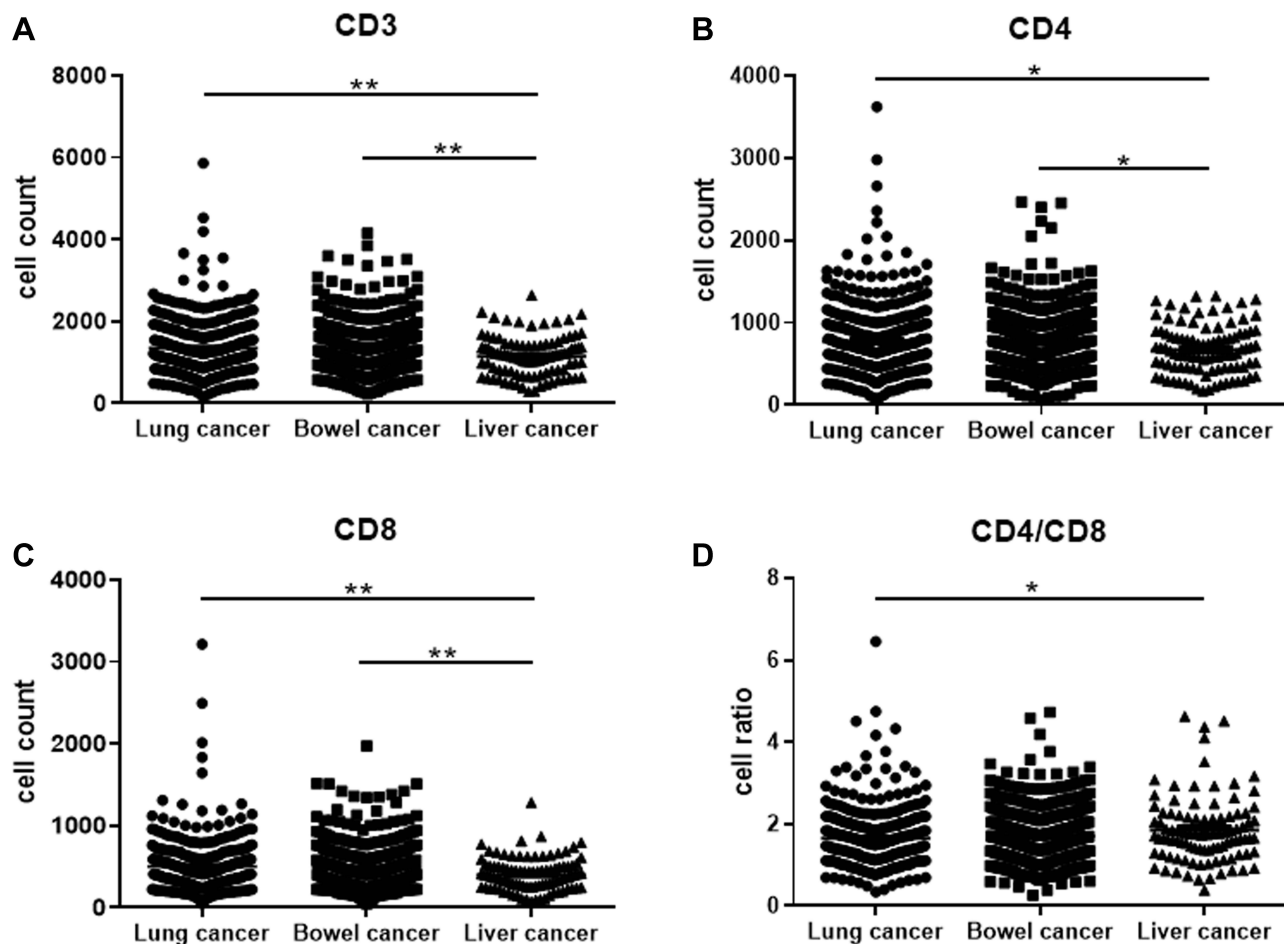 A
CD3
cell count
8000
6000
4000
2000
0
**
**
Lung cancer
Bowel cancer
Liver cancer
B
CD4
cell count
4000
3000
2000
1000
0
*
*
Lung cancer
Bowel cancer
Liver cancer
C
CD8
cell count
4000
3000
2000
1000
0
**
**
Lung cancer
Bowel cancer
Liver cancer
D
CD4/CD8
cell ratio
8
6
4
2
0
*
Lung cancer
Bowel cancer
Liver cancer